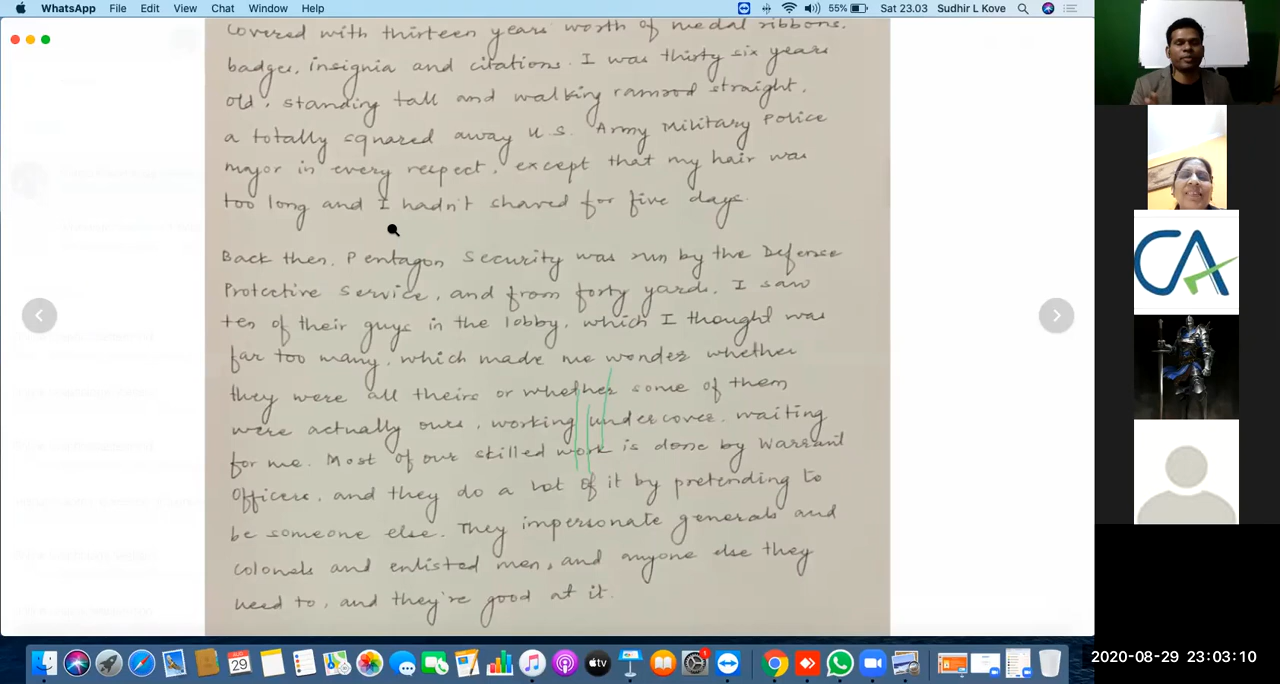 WhatsApp File Edit View Chat Window Help 55% Sat 23.03 Sudhir L Kove
covered with thirteen years worth of medal ribbons.
badges, insignia and citations. I was thirty six years
old, standing tall and walking ramrod straight,
a totally squared away U.S. Army Military Police
major in every respect, except that my hair was
too long and I hadn't shaved for five days.
Back then, Pentagon Security was run by the Defense
Protective Service, and from forty yards, I saw
ten of their guys in the lobby, which I thought was
far too many, which made me wonder whether
they were all theirs or whether some of them
were actually ours, working undercover, waiting
for me. Most of our skilled work is done by Warrant
Officers, and they do a lot of it by pretending to
be someone else. They impersonate generals and
colonels and enlisted men, and anyone else they
need to, and they're good at it.
CA
AUG
29
1
tv
2020-08-29 23:03:10